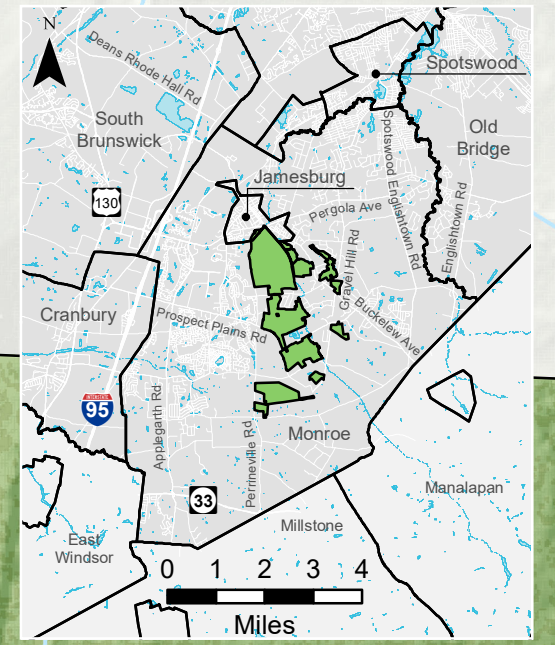 N
Deans Rhode Hall Rd
Spotswood
South
Brunswick
Old
Bridge
Spotswood Englishtown Rd
Jamesburg
130
Pergola Ave
Englishtown Rd
Gravel Hill Rd
Cranbury
Prospect Plains Rd
Buckelew Ave
INTERSTATE
95
Applegarth Rd
Perrineville Rd
Monroe
33
Manalapan
Millstone
East
Windsor
0 1 2 3 4
Miles